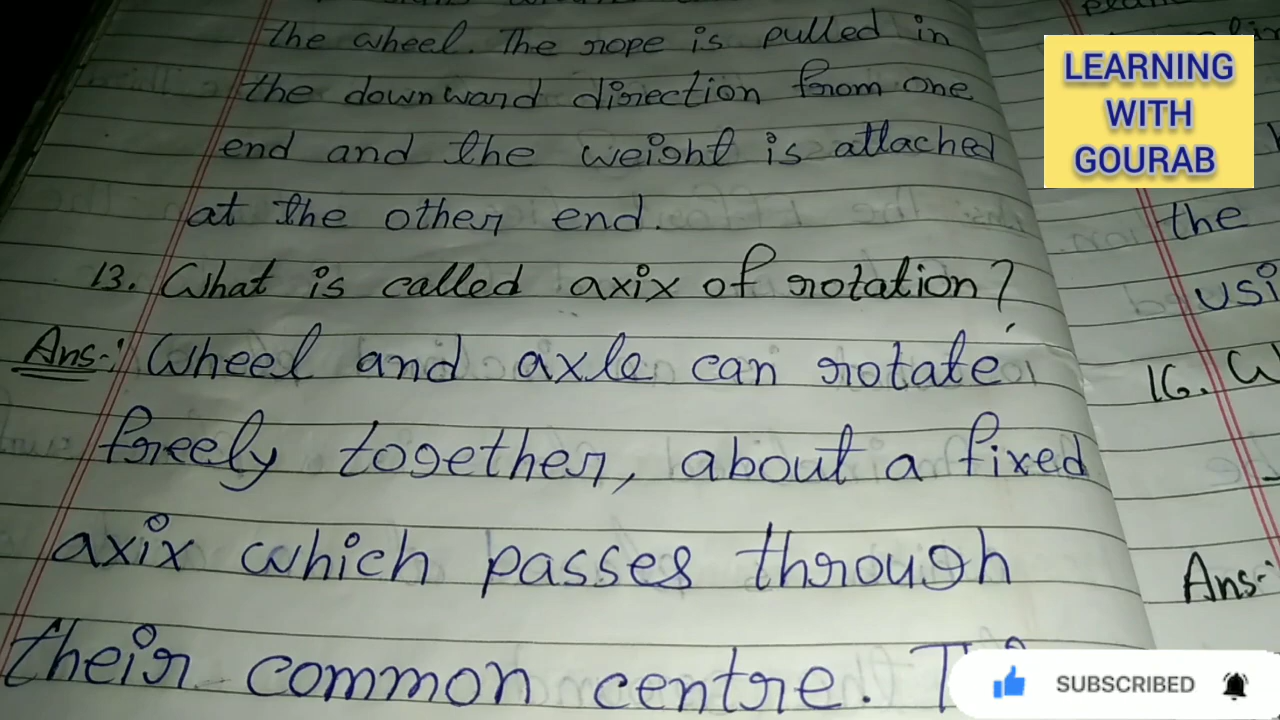 the wheel. The rope is pulled in
the downward direction from one
end and the weight is attached
at the other end.
13. What is called axix of rotation?
Ans:- Wheel and axle can rotate
freely together, about a fixed
axix which passes through
their common centre.
LEARNING
WITH
GOURAB
the
usi
16.
Ans:-
SUBSCRIBED